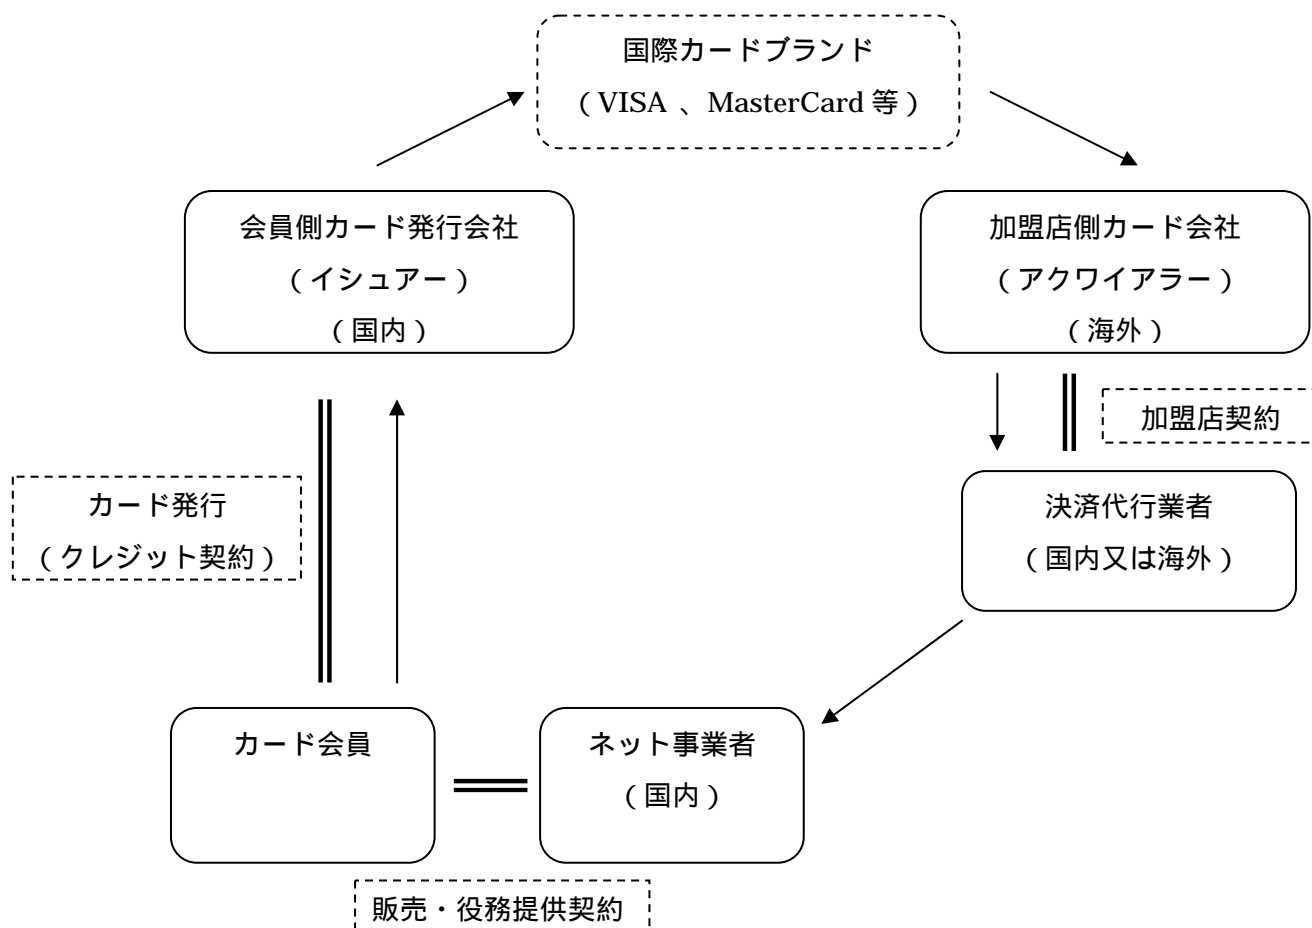 国際カードブランド
（VISA 、MasterCard 等）
会員側カード発行会社
（イシュアー）
（国内）
加盟店側カード会社
（アクワイアラー）
（海外）
加盟店契約
カード発行
（クレジット契約）
決済代行業者
（国内又は海外）
カード会員
ネット事業者
（国内）
販売・役務提供契約